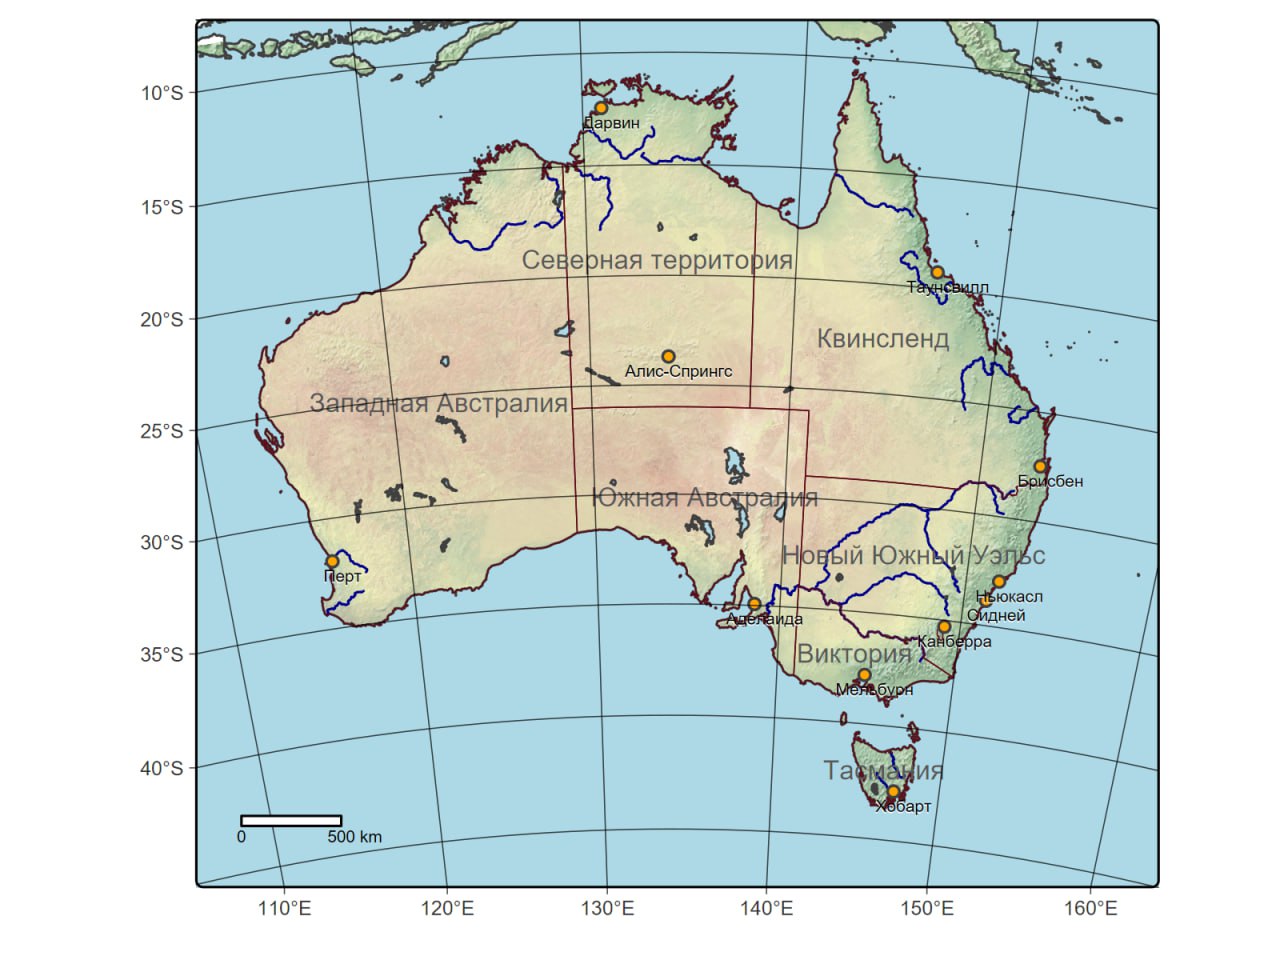 10°S
Дарвин
15°S
Северная территория
Таунсвилл
20°S
Квинсленд
Алис-Спрингс
Западная Австралия
25°S
Брисбен
Южная Австралия
30°S
Новый Южный Уэльс
Перт
Ньюкасл
Сидней
Аделаида
Канберра
35°S
Виктория
Мельбурн
40°S
Тасмания
Хобарт
0 500 km
110°E 120°E 130°E 140°E 150°E 160°E